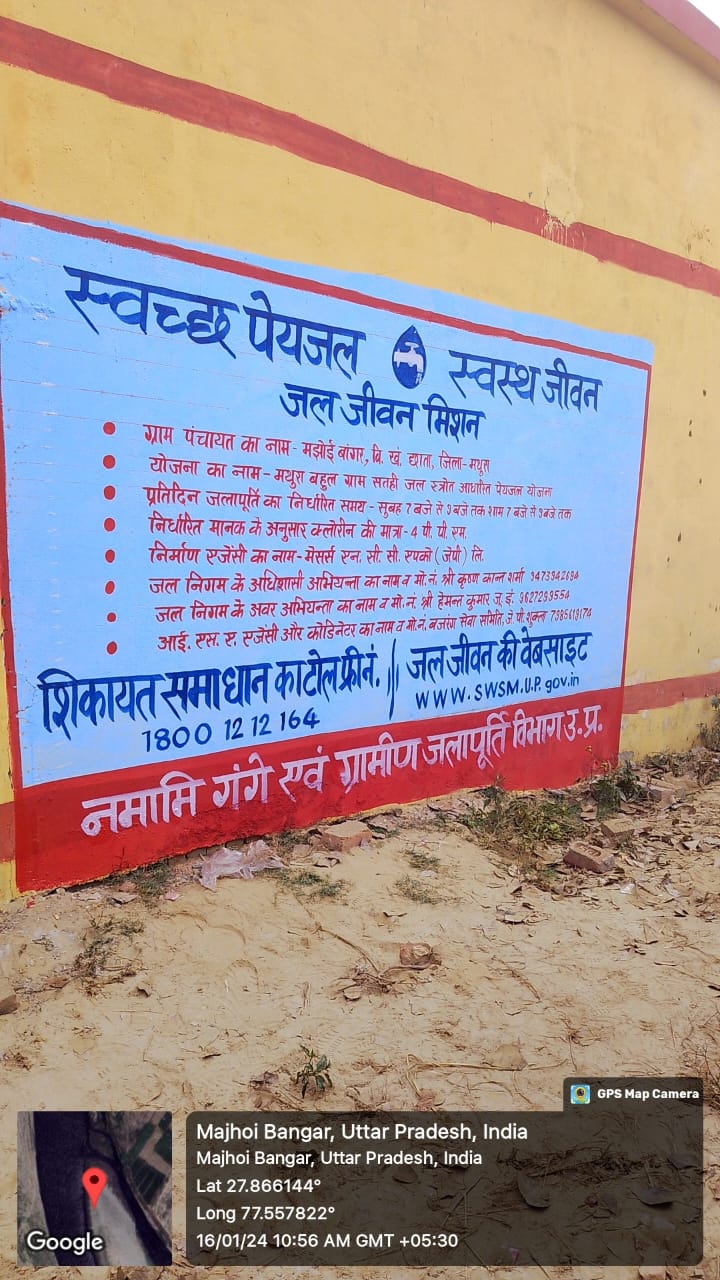 स्वच्छ पेयजल स्वस्थ जीवन
जल जीवन मिशन
ग्राम पंचायत का नाम - मझोई बांगर, वि. खं. छाता, जिला - मथुरा
योजना का नाम - मथुरा बहुल ग्राम सतही जल स्त्रोत आधारित पेयजल योजना
प्रतिदिन जलापूर्ति का निर्धारित समय - सुबह 7 बजे से 9 बजे तक शाम 7 बजे से 9 बजे तक
निर्धारित मानक के अनुसार क्लोरीन की मात्रा - 4 पी. पी. एम.
निर्माण एजेंसी का नाम - मेसर्स एन. सी. सी. एपको (जेपी) लि.
जल निगम के अधिशासी अभियन्ता का नाम व मो. नं. श्री कृष्ण कान्त शर्मा 9473942694
जल निगम के अवर अभियन्ता का नाम व मो. नं. श्री हेमन्त कुमार जू. इं. 9627299554
आई. एस. ए. एजेंसी और कोडिनेटर का नाम व मो. नं. बजरंग सेवा समिति, जे. पी. शुक्ला
शिकायत समाधान का टोल फ्री नं. जल जीवन की वेबसाइट
1800 12 12 164 www.SWSM.U.P.gov.in
नमामि गंगे एवं ग्रामीण जलापूर्ति विभाग उ. प्र.
GPS Map Camera
Majhoi Bangar, Uttar Pradesh, India
Majhoi Bangar, Uttar Pradesh, India
Lat 27.866144°
Long 77.557822°
16/01/24 10:56 AM GMT +05:30
Google